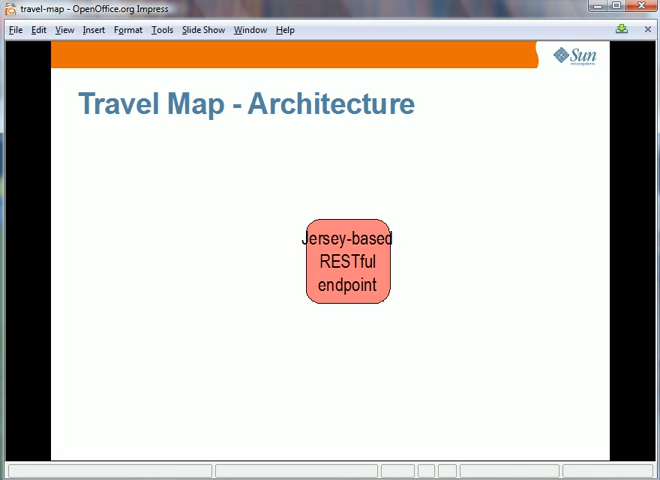 travel-map - OpenOffice.org Impress
File Edit View Insert Format Tools Slide Show Window Help
Sun
microsystems
Travel Map - Architecture
Jersey-based
RESTful
endpoint